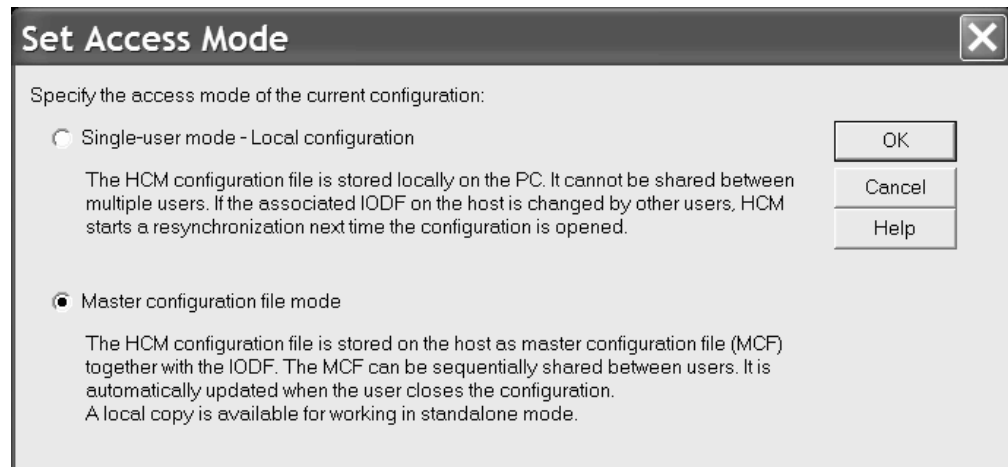 Set Access Mode
Specify the access mode of the current configuration:
Single-user mode - Local configuration
OK
The HCM configuration file is stored locally on the PC. It cannot be shared between
multiple users. If the associated IODF on the host is changed by other users, HCM
starts a resynchronization next time the configuration is opened.
Cancel
Help
Master configuration file mode
The HCM configuration file is stored on the host as master configuration file (MCF)
together with the IODF. The MCF can be sequentially shared between users. It is
automatically updated when the user closes the configuration.
A local copy is available for working in standalone mode.